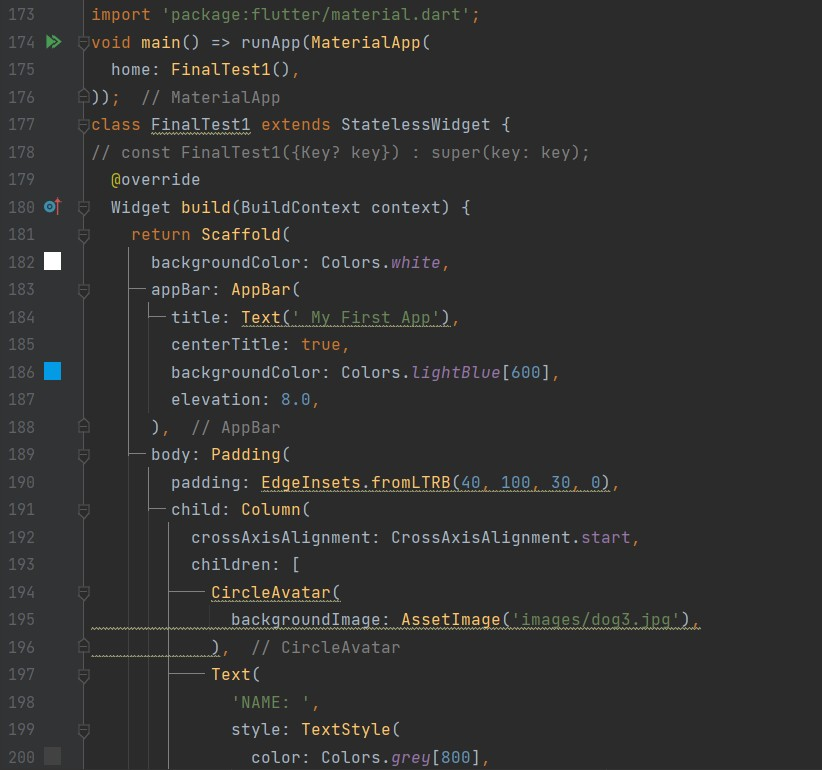 173 import 'package:flutter/material.dart';
174 void main() => runApp(MaterialApp(
175   home: FinalTest1(),
176 ));  // MaterialApp
177 class FinalTest1 extends StatelessWidget {
178 // const FinalTest1({Key? key}) : super(key: key);
179   @override
180   Widget build(BuildContext context) {
181     return Scaffold(
182       backgroundColor: Colors.white,
183       appBar: AppBar(
184         title: Text(' My First App'),
185         centerTitle: true,
186         backgroundColor: Colors.lightBlue[600],
187         elevation: 8.0,
188       ),  // AppBar
189       body: Padding(
190         padding: EdgeInsets.fromLTRB(40, 100, 30, 0),
191         child: Column(
192           crossAxisAlignment: CrossAxisAlignment.start,
193           children: [
194             CircleAvatar(
195               backgroundImage: AssetImage('images/dog3.jpg'),
196             ),  // CircleAvatar
197             Text(
198               'NAME: ',
199               style: TextStyle(
200                 color: Colors.grey[800],